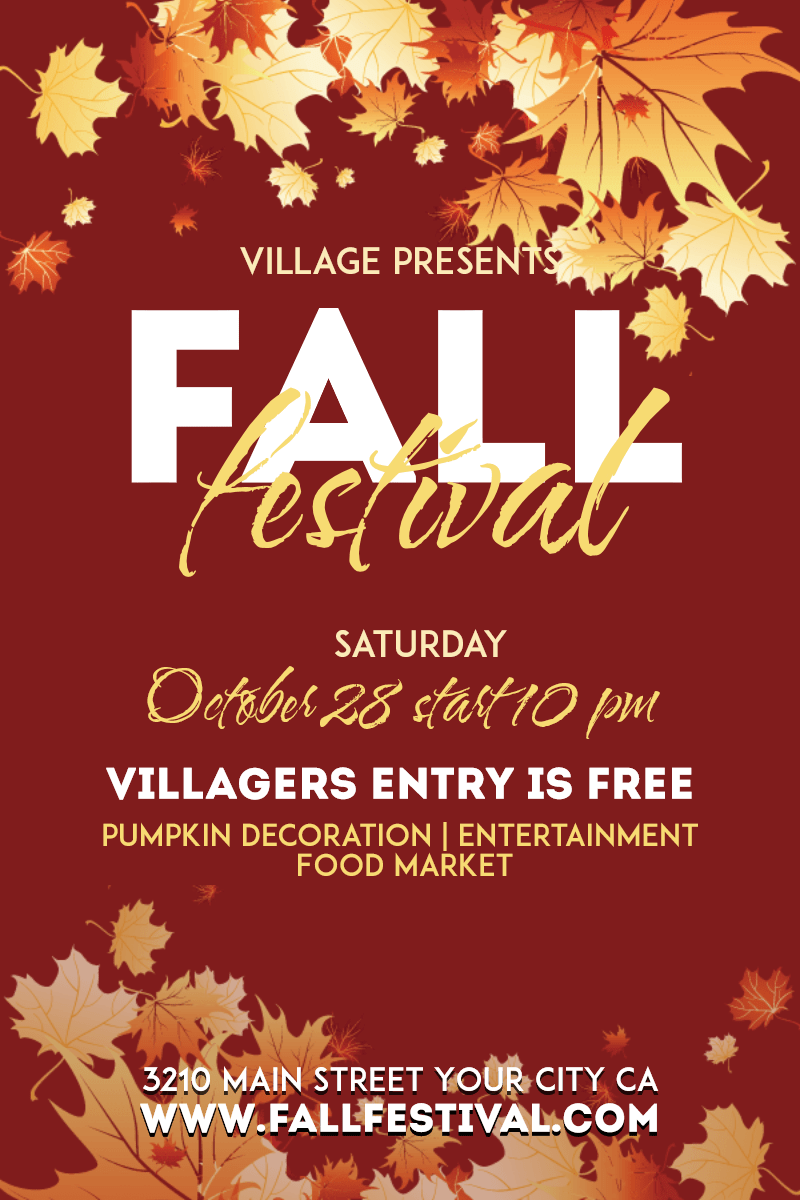 VILLAGE PRESENTS
FALL
festival
SATURDAY
October 28 start 10 pm
VILLAGERS ENTRY IS FREE
PUMPKIN DECORATION | ENTERTAINMENT
FOOD MARKET
3210 MAIN STREET YOUR CITY CA
WWW.FALLFESTIVAL.COM